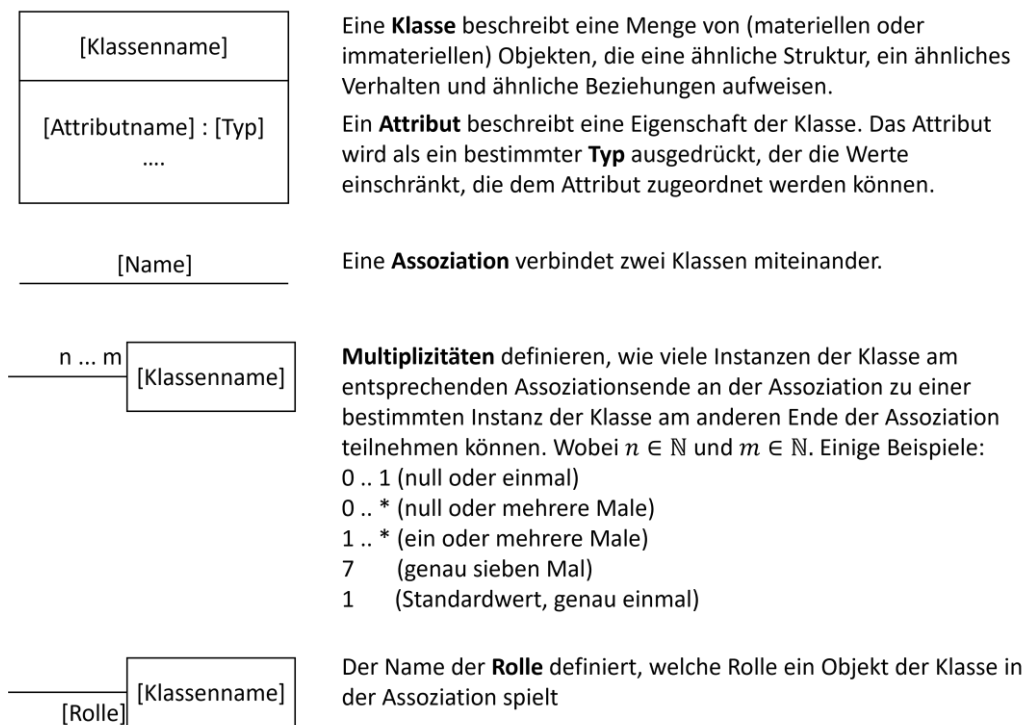 [Klassenname]
[Attributname] : [Typ]
....
Eine Klasse beschreibt eine Menge von (materiellen oder
immateriellen) Objekten, die eine ähnliche Struktur, ein ähnliches
Verhalten und ähnliche Beziehungen aufweisen.
Ein Attribut beschreibt eine Eigenschaft der Klasse. Das Attribut
wird als ein bestimmter Typ ausgedrückt, der die Werte
einschränkt, die dem Attribut zugeordnet werden können.
[Name]
Eine Assoziation verbindet zwei Klassen miteinander.
n ... m
[Klassenname]
Multiplizitäten definieren, wie viele Instanzen der Klasse am
entsprechenden Assoziationsende an der Assoziation zu einer
bestimmten Instanz der Klasse am anderen Ende der Assoziation
teilnehmen können. Wobei n ∈ ℕ und m ∈ ℕ. Einige Beispiele:
0 .. 1 (null oder einmal)
0 .. * (null oder mehrere Male)
1 .. * (ein oder mehrere Male)
7 (genau sieben Mal)
1 (Standardwert, genau einmal)
[Klassenname]
[Rolle]
Der Name der Rolle definiert, welche Rolle ein Objekt der Klasse in
der Assoziation spielt